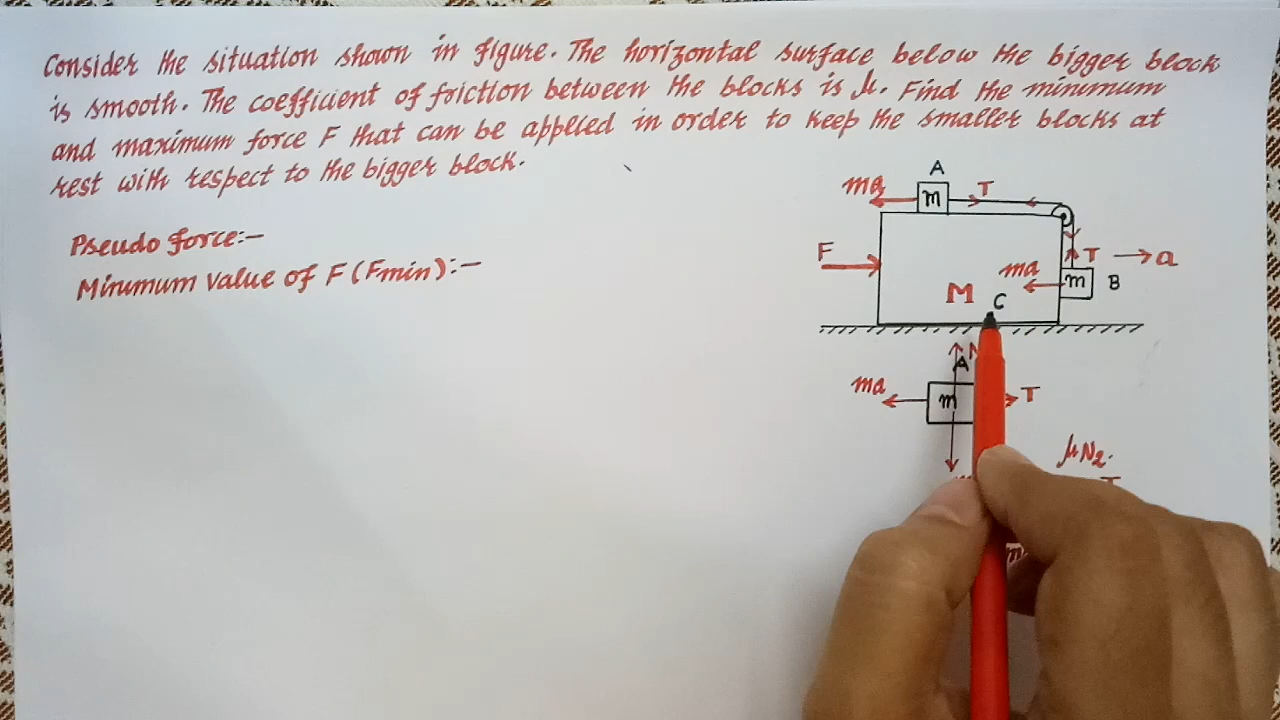 Consider the situation shown in figure. The horizontal surface below the bigger block
is smooth. The coefficient of friction between the blocks is μ. Find the minimum
and maximum force F that can be applied in order to keep the smaller blocks at
rest with respect to the bigger block.
Pseudo force:-
Minimum Value of F (Fmin):-
A
ma m T
F
T → a
ma m B
M C
A
ma m T
μN2.
T